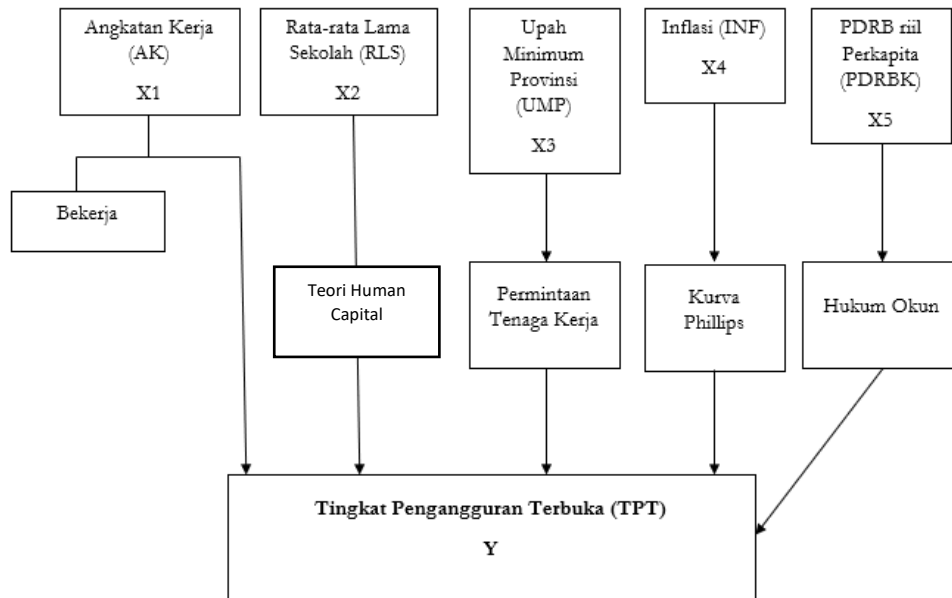 Angkatan Kerja
(AK)
X1
Rata-rata Lama
Sekolah (RLS)
X2
Upah
Minimum
Provinsi
(UMP)
X3
Inflasi (INF)
X4
PDRB riil
Perkapita
(PDRBK)
X5
Bekerja
Teori Human
Capital
Permintaan
Tenaga Kerja
Kurva
Phillips
Hukum Okun
Tingkat Pengangguran Terbuka (TPT)
Y